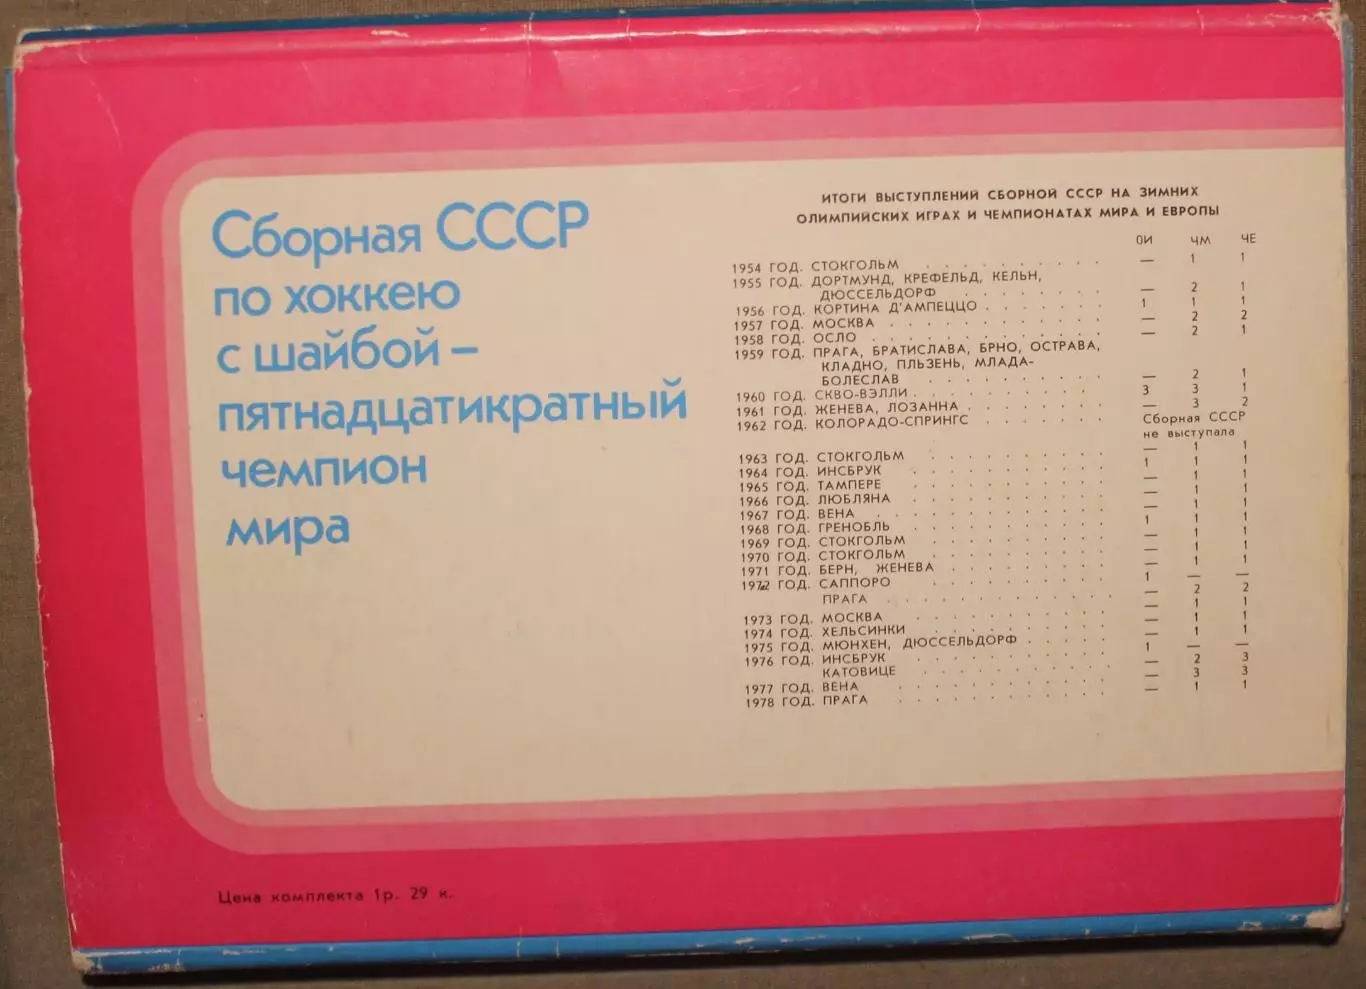 Сборная СССР
по хоккею
с шайбой –
пятнадцатикратный
чемпион
мира
ИТОГИ ВЫСТУПЛЕНИЙ СБОРНОЙ СССР НА ЗИМНИХ
ОЛИМПИЙСКИХ ИГРАХ И ЧЕМПИОНАТАХ МИРА И ЕВРОПЫ
ОИ ЧМ ЧЕ
1954 ГОД. СТОКГОЛЬМ . . . . . . . . . . — 1 1
1955 ГОД. ДОРТМУНД, КРЕФЕЛЬД, КЕЛЬН,
ДЮССЕЛЬДОРФ . . . . . . . . — 2 1
1956 ГОД. КОРТИНА Д'АМПЕЦЦО . . . . . . . 1 1 1
1957 ГОД. МОСКВА . . . . . . . . . . . — 2 2
1958 ГОД. ОСЛО . . . . . . . . . . . . — 2 1
1959 ГОД. ПРАГА, БРАТИСЛАВА, БРНО, ОСТРАВА,
КЛАДНО, ПЛЬЗЕНЬ, МЛАДА-
БОЛЕСЛАВ . . . . . . . . . . — 2 1
1960 ГОД. СКВО-ВЭЛЛИ . . . . . . . . . . 3 3 1
1961 ГОД. ЖЕНЕВА, ЛОЗАННА . . . . . . . . — 3 2
1962 ГОД. КОЛОРАДО-СПРИНГС . . . . . . . Сборная СССР
не выступала
1963 ГОД. СТОКГОЛЬМ . . . . . . . . . . — 1 1
1964 ГОД. ИНСБРУК . . . . . . . . . . . 1 1 1
1965 ГОД. ТАМПЕРЕ . . . . . . . . . . . — 1 1
1966 ГОД. ЛЮБЛЯНА . . . . . . . . . . . — 1 1
1967 ГОД. ВЕНА . . . . . . . . . . . . — 1 1
1968 ГОД. ГРЕНОБЛЬ . . . . . . . . . . . 1 1 1
1969 ГОД. СТОКГОЛЬМ . . . . . . . . . . — 1 1
1970 ГОД. СТОКГОЛЬМ . . . . . . . . . . — 1 1
1971 ГОД. БЕРН, ЖЕНЕВА . . . . . . . . . — 1 1
1972 ГОД. САППОРО . . . . . . . . . . 1 — —
ПРАГА . . . . . . . . . . . . — 2 2
1973 ГОД. МОСКВА . . . . . . . . . . . — 1 1
1974 ГОД. ХЕЛЬСИНКИ . . . . . . . . . . — 1 1
1975 ГОД. МЮНХЕН, ДЮССЕЛЬДОРФ . . . . . — 1 1
1976 ГОД. ИНСБРУК . . . . . . . . . . . 1 — —
КАТОВИЦЕ . . . . . . . . . . — 2 3
1977 ГОД. ВЕНА . . . . . . . . . . . . — 3 3
1978 ГОД. ПРАГА . . . . . . . . . . . . — 1 1
Цена комплекта 1р. 29 к.